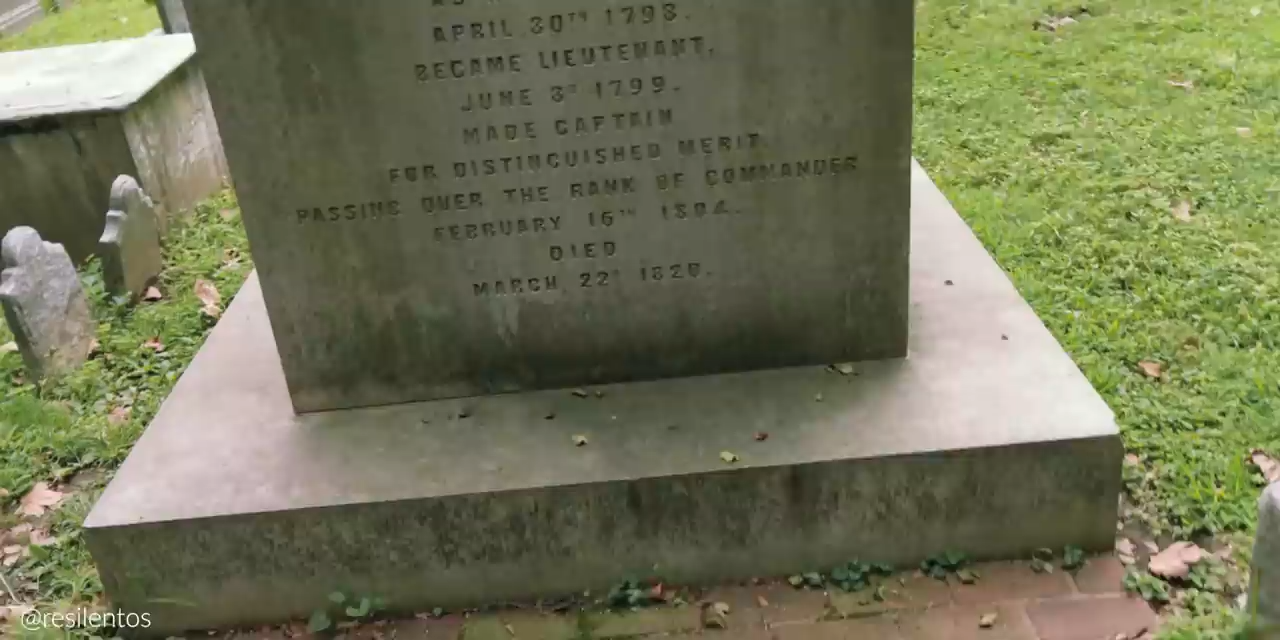 APRIL 30TH 1798.
BECAME LIEUTENANT,
JUNE 3D 1799.
MADE CAPTAIN
FOR DISTINGUISHED MERIT.
PASSING OVER THE RANK OF COMMANDER
FEBRUARY 16TH 1804.
DIED
MARCH 22D 1820.
@resilentos